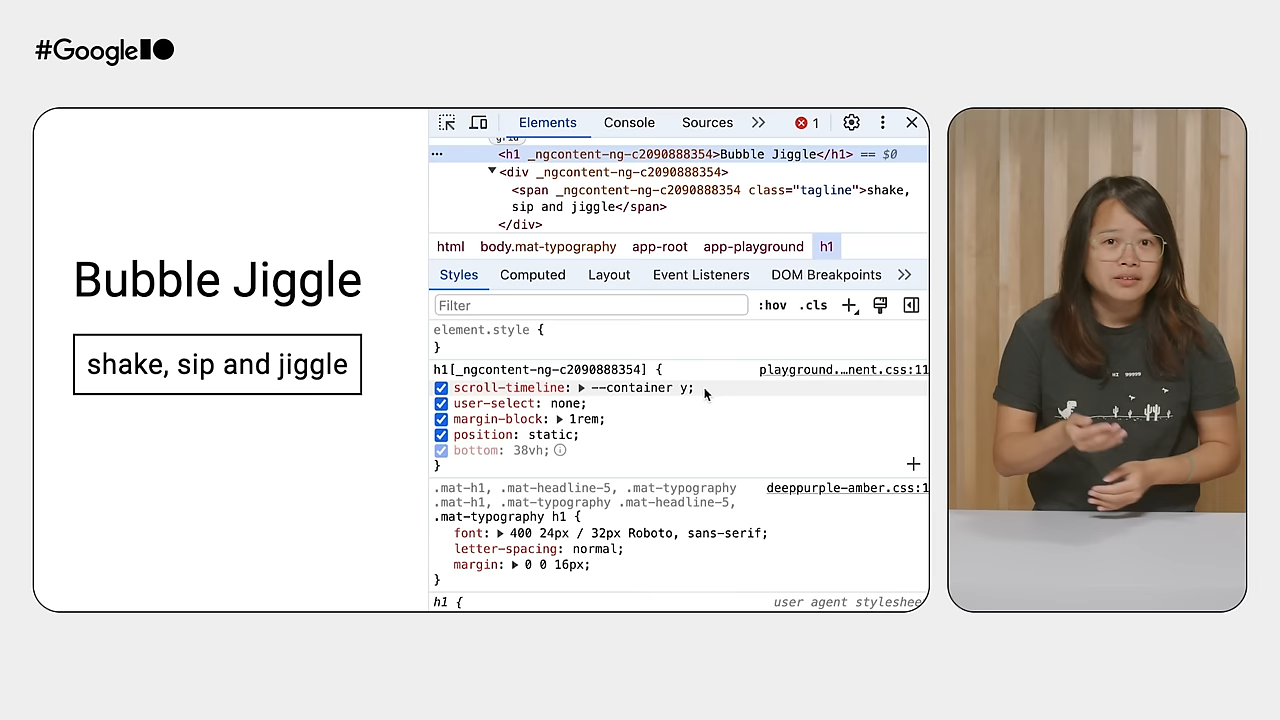 #Google IO
Bubble Jiggle
shake, sip and jiggle
Elements Console Sources 1
grid
<h1 _ngcontent-ng-c2090888354>Bubble Jiggle</h1> == $0
<div _ngcontent-ng-c2090888354>
<span _ngcontent-ng-c2090888354 class="tagline">shake,
sip and jiggle</span>
</div>
html body.mat-typography app-root app-playground h1
Styles Computed Layout Event Listeners DOM Breakpoints
Filter :hov .cls
element.style {
}
h1[_ngcontent-ng-c2090888354] { playground.…nent.css:11
scroll-timeline: --container y;
user-select: none;
margin-block: 1rem;
position: static;
bottom: 38vh;
}
.mat-h1, .mat-headline-5, .mat-typography deeppurple-amber.css:1
.mat-h1, .mat-typography .mat-headline-5,
.mat-typography h1 {
font: 400 24px / 32px Roboto, sans-serif;
letter-spacing: normal;
margin: 0 0 16px;
}
h1 { user agent styleshee
HI 99999